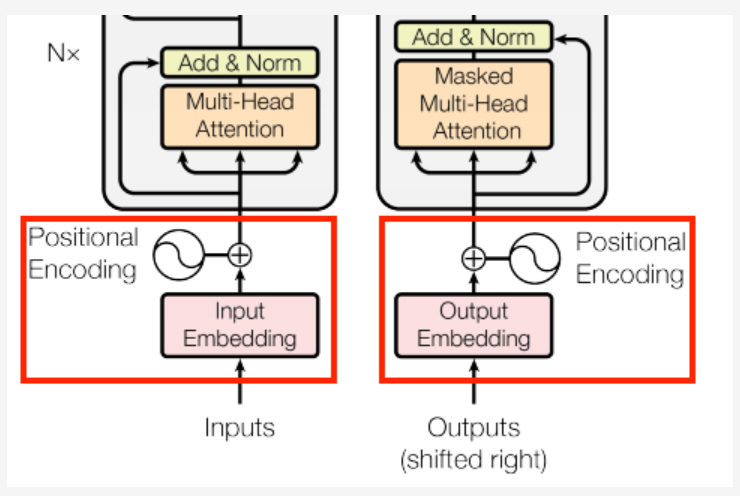 Nx
Add & Norm
Multi-Head
Attention
Add & Norm
Masked
Multi-Head
Attention
Positional
Encoding
Input
Embedding
Output
Embedding
Positional
Encoding
Inputs
Outputs
(shifted right)